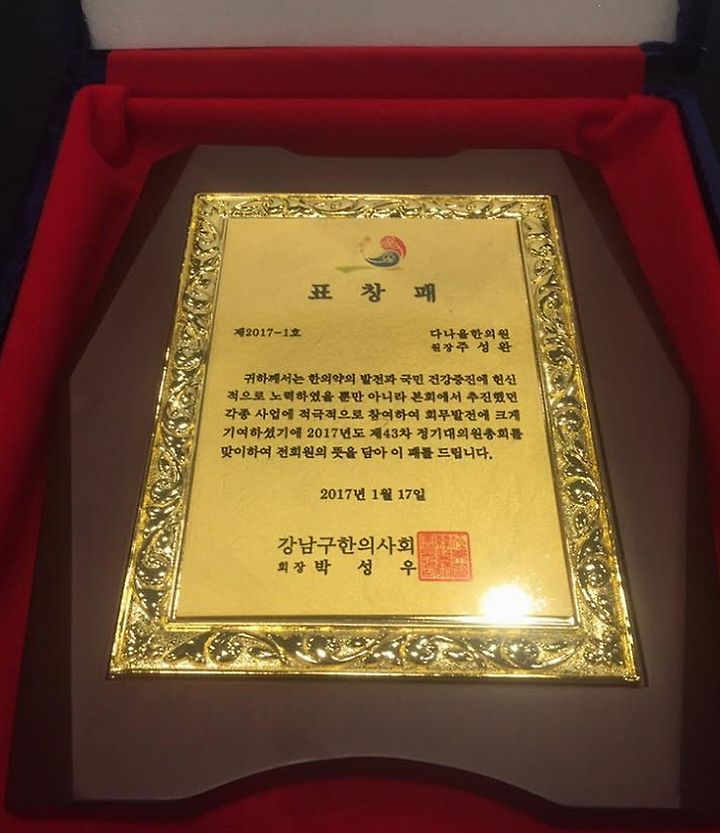 표 창 패
제2017-1호
다나을한의원
원장 주 성 완
귀하께서는 한의약의 발전과 국민 건강증진에 헌신
적으로 노력하였을 뿐만 아니라 본회에서 추진했던
각종 사업에 적극적으로 참여하여 회무발전에 크게
기여하셨기에 2017년도 제43차 정기대의원총회를
맞이하여 전회원의 뜻을 담아 이 패를 드립니다.
2017년 1월 17일
강남구한의사회
회장 박 성 우